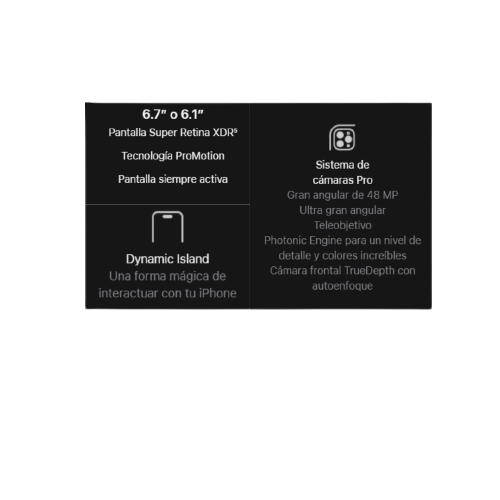 6.7″ o 6.1″
Pantalla Super Retina XDR⁵
Tecnología ProMotion
Pantalla siempre activa
Dynamic Island
Una forma mágica de
interactuar con tu iPhone
Sistema de
cámaras Pro
Gran angular de 48 MP
Ultra gran angular
Teleobjetivo
Photonic Engine para un nivel de
detalle y colores increíbles
Cámara frontal TrueDepth con
autoenfoque